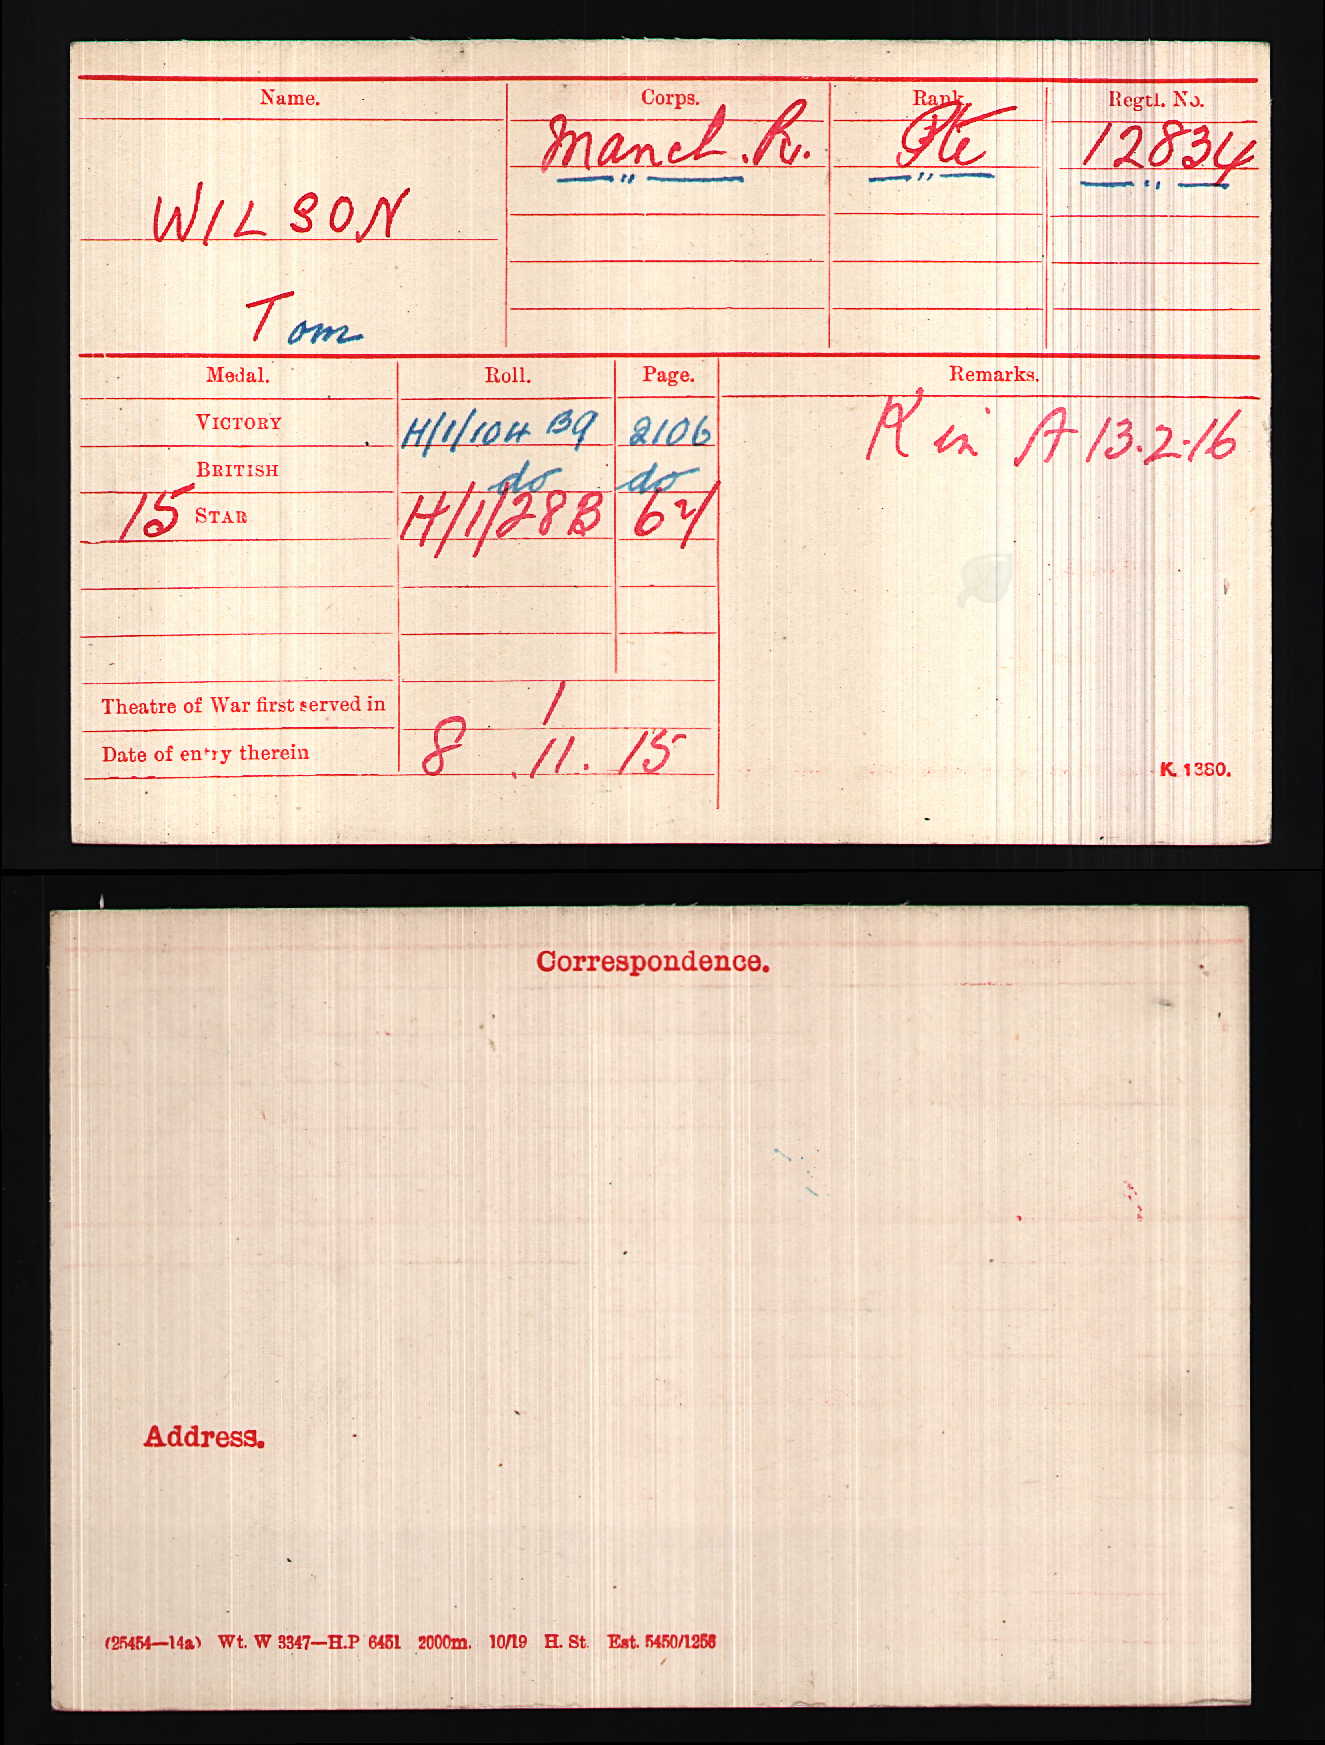 Name. Corps. Rank Regtl. No.
Manch. R. Pte 12834
— " — — " — — " —
WILSON
Tom
Medal. Roll. Page. Remarks.
VICTORY H/1/104 B9 2106 K in A 13.2.16
BRITISH do do
15 STAR H/1/28B 64
Theatre of War first served in 1
Date of entry therein 8.11.15
K. 1380.
Correspondence.
Address.
(25454—14a) Wt. W 3347—H.P 6451 2000m. 10/19 H. St. Est. 5450/1256